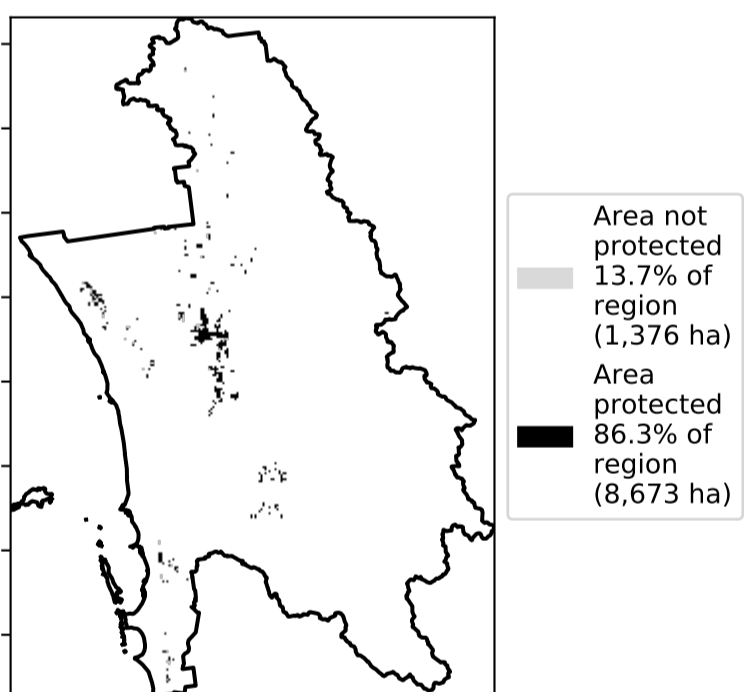 Area not
protected
13.7% of
region
(1,376 ha)
Area
protected
86.3% of
region
(8,673 ha)